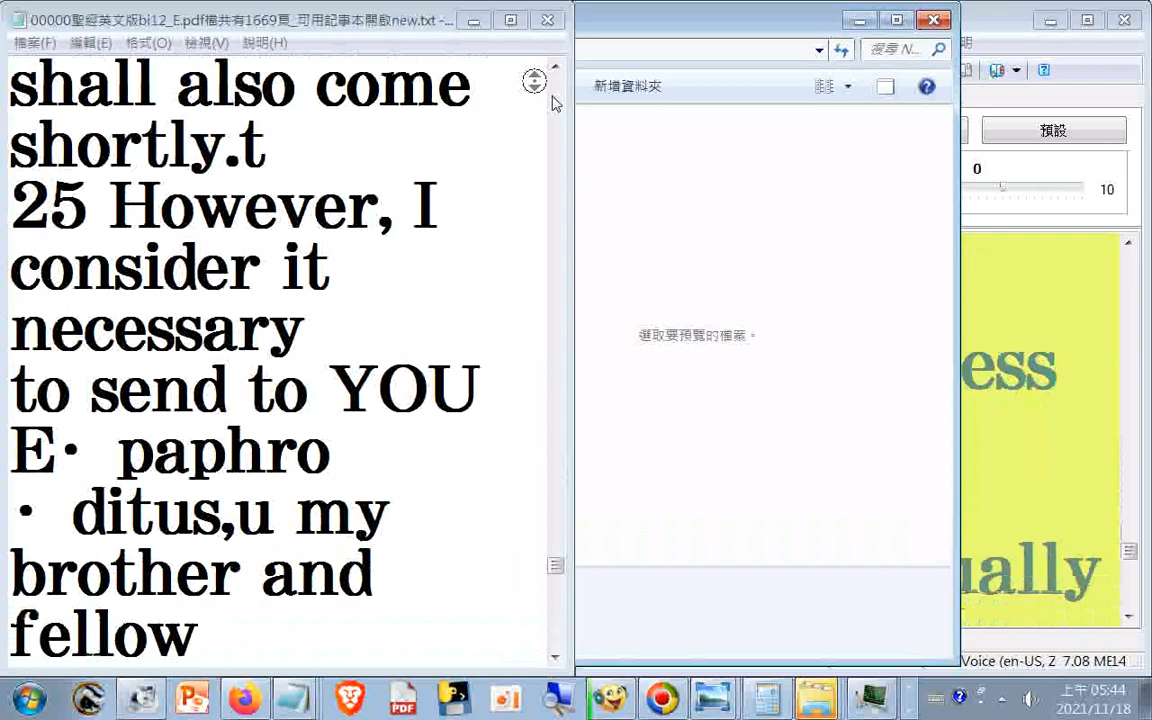 00000聖經英文版bi12_E.pdf檔共有1669頁_可用記事本開啟new.txt -...
檔案(F) 編輯(E) 格式(O) 檢視(V) 說明(H)
shall also come
shortly.t
25 However, I
consider it
necessary
to send to YOU
E· paphro
· ditus,u my
brother and
fellow
搜尋 N...
新增資料夾
選取要預覽的檔案。
明
預設
0
10
ess
ually
Voice (en-US, Z 7.08 ME14
PDF
上午 05:44
2021/11/18